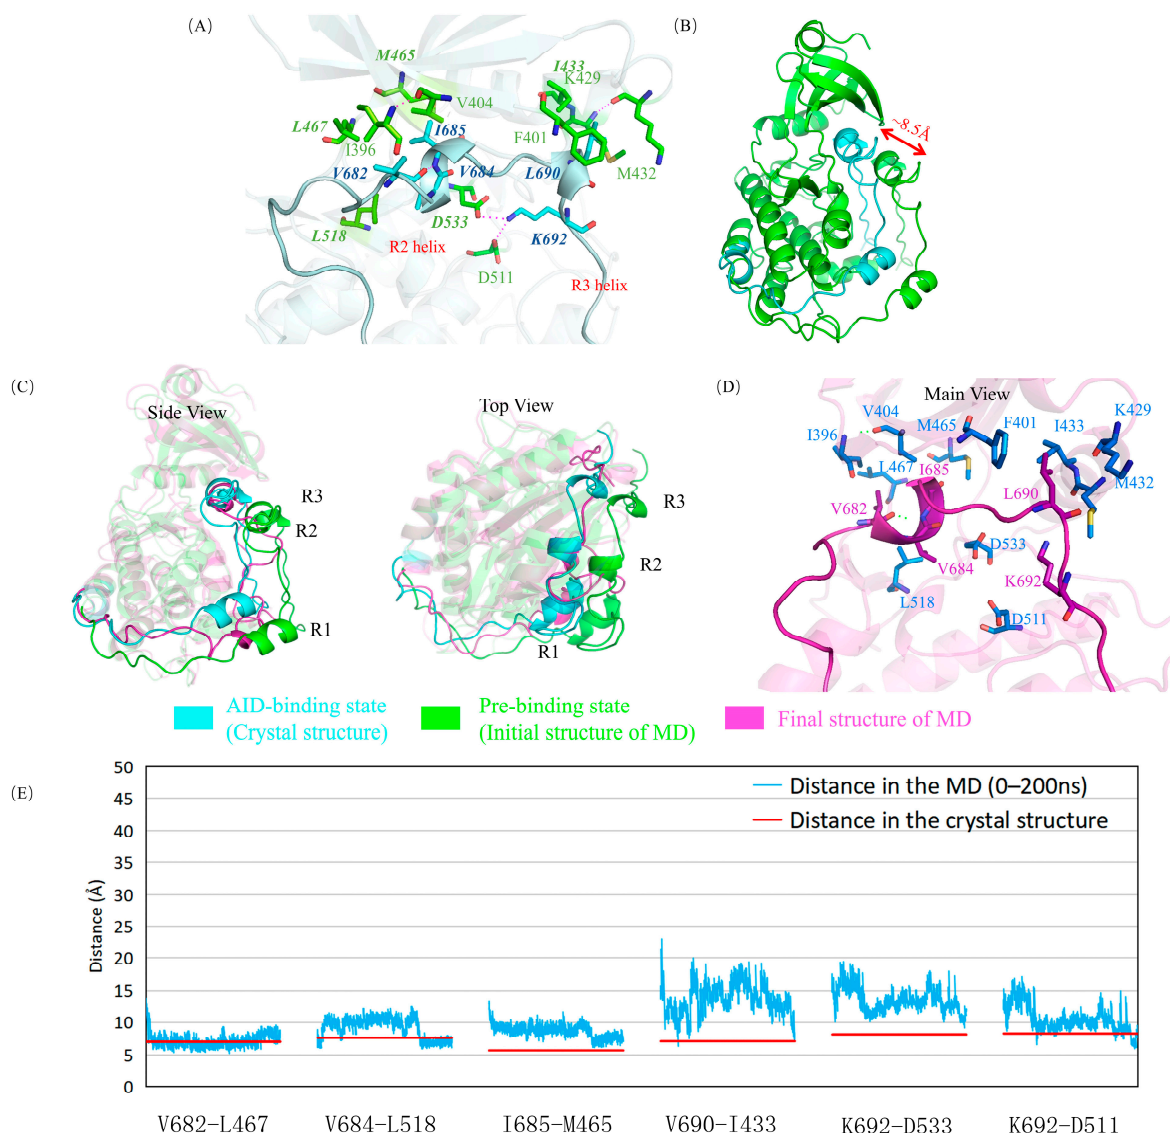 (A)
M465
I433
K429
V404
L467
I685
F401
I396
V682
V684
L690
M432
L518
D533
K692
R2 helix
D511
R3 helix
(B)
~8.5Å
(C)
Side View
R3
R2
R1
Top View
R3
R2
R1
(D)
Main View
V404
M465
F401
I433
K429
I396
L467
I685
M432
L690
V682
D533
V684
K692
L518
D511
AID-binding state
(Crystal structure)
Pre-binding state
(Initial structure of MD)
Final structure of MD
(E)
Distance in the MD (0–200ns)
Distance in the crystal structure
Distance (Å)
50
45
40
35
30
25
20
15
10
5
0
V682-L467
V684-L518
I685-M465
V690-I433
K692-D533
K692-D511